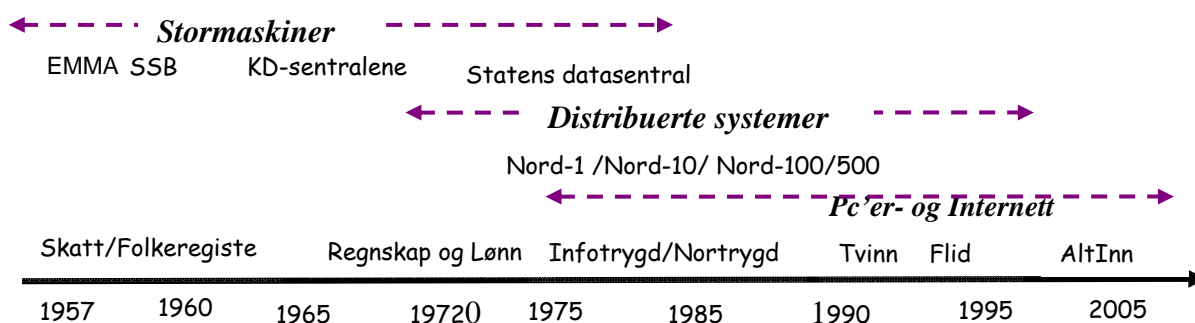 Stormaskiner
EMMA SSB KD-sentralene Statens datasentral
Distribuerte systemer
Nord-1 /Nord-10/ Nord-100/500
Pc'er- og Internett
Skatt/Folkeregiste Regnskap og Lønn Infotrygd/Nortrygd Tvinn Flid AltInn
1957 1960 1965 19720 1975 1985 1990 1995 2005